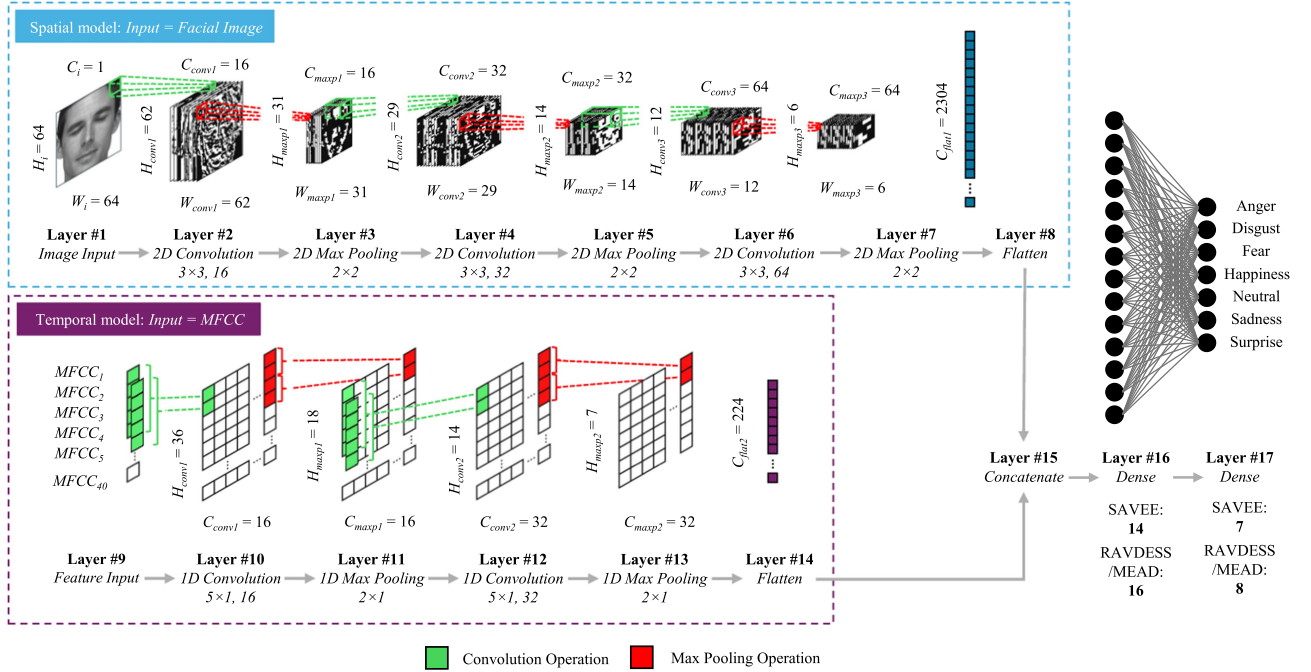 Spatial model: Input = Facial Image
C_i = 1
H_i = 64
W_i = 64
C_conv1 = 16
H_conv1 = 62
W_conv1 = 62
C_maxp1 = 16
H_maxp1 = 31
W_maxp1 = 31
C_conv2 = 32
H_conv2 = 29
W_conv2 = 29
C_maxp2 = 32
H_maxp2 = 14
W_maxp2 = 14
C_conv3 = 64
H_conv3 = 12
W_conv3 = 12
C_maxp3 = 64
H_maxp3 = 6
W_maxp3 = 6
C_flat1 = 2304
Layer #1
Image Input
Layer #2
2D Convolution
3×3, 16
Layer #3
2D Max Pooling
2×2
Layer #4
2D Convolution
3×3, 32
Layer #5
2D Max Pooling
2×2
Layer #6
2D Convolution
3×3, 64
Layer #7
2D Max Pooling
2×2
Layer #8
Flatten
Temporal model: Input = MFCC
MFCC_1
MFCC_2
MFCC_3
MFCC_4
MFCC_5
MFCC_40
H_conv1 = 36
C_conv1 = 16
H_maxp1 = 18
C_maxp1 = 16
H_conv2 = 14
C_conv2 = 32
H_maxp2 = 7
C_maxp2 = 32
C_flat2 = 224
Layer #9
Feature Input
Layer #10
1D Convolution
5×1, 16
Layer #11
1D Max Pooling
2×1
Layer #12
1D Convolution
5×1, 32
Layer #13
1D Max Pooling
2×1
Layer #14
Flatten
Anger
Disgust
Fear
Happiness
Neutral
Sadness
Surprise
Layer #15
Concatenate
Layer #16
Dense
SAVEE:
14
RAVDESS
/MEAD:
16
Layer #17
Dense
SAVEE:
7
RAVDESS
/MEAD:
8
Convolution Operation
Max Pooling Operation